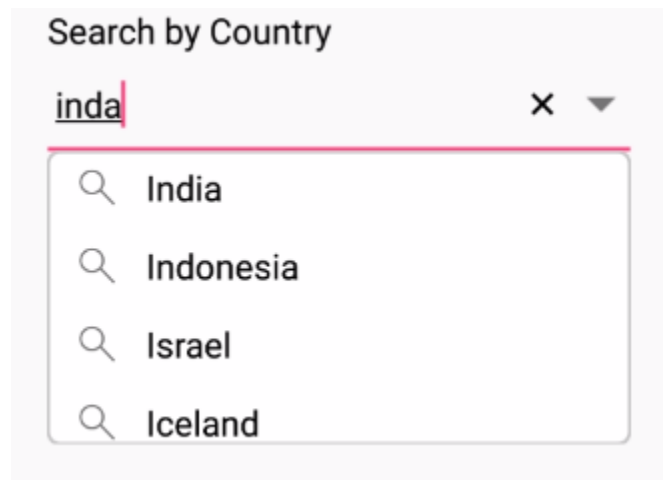 Search by Country
inda
India
Indonesia
Israel
Iceland